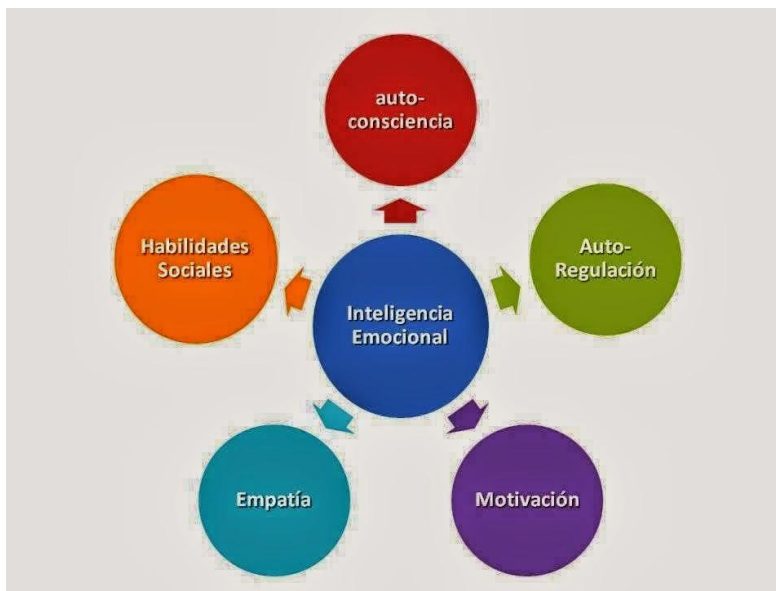 auto-
consciencia
Auto-
Regulación
Motivación
Empatía
Habilidades
Sociales
Inteligencia
Emocional